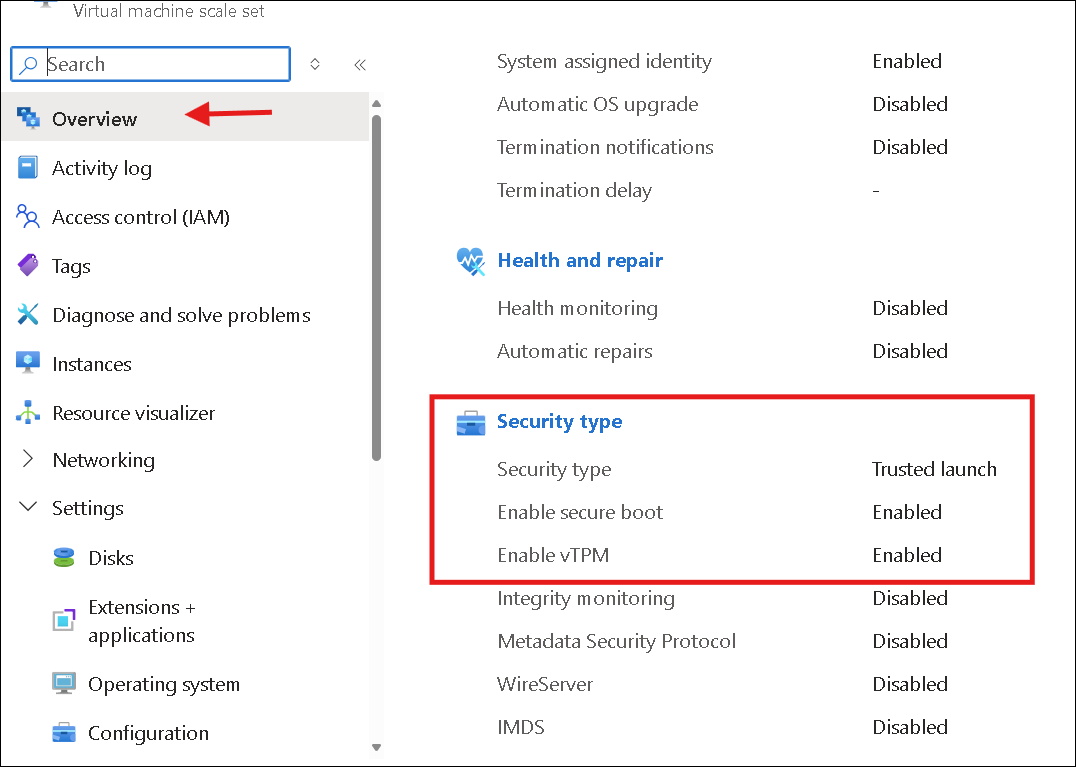 Virtual machine scale set
Search
Overview
Activity log
Access control (IAM)
Tags
Diagnose and solve problems
Instances
Resource visualizer
Networking
Settings
Disks
Extensions +
applications
Operating system
Configuration
System assigned identity Enabled
Automatic OS upgrade Disabled
Termination notifications Disabled
Termination delay -
Health and repair
Health monitoring Disabled
Automatic repairs Disabled
Security type
Security type Trusted launch
Enable secure boot Enabled
Enable vTPM Enabled
Integrity monitoring Disabled
Metadata Security Protocol Disabled
WireServer Disabled
IMDS Disabled